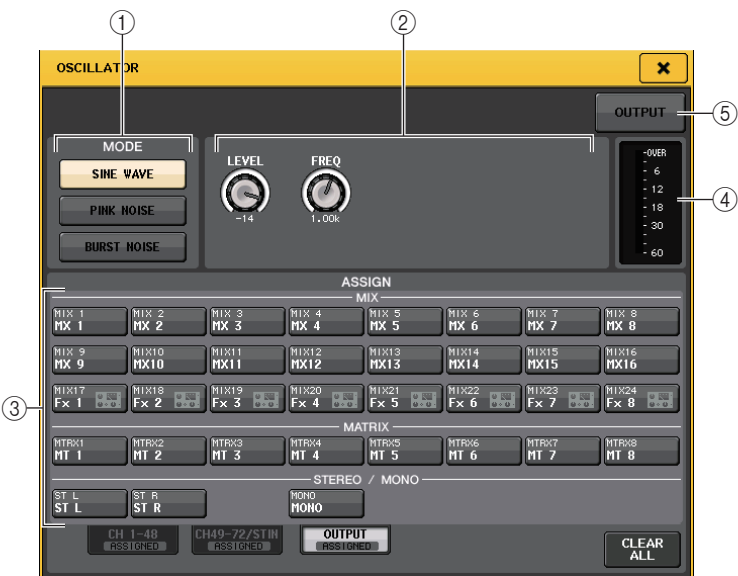 ① ②
OSCILLATOR
OUTPUT ⑤
MODE
SINE WAVE
PINK NOISE
BURST NOISE
LEVEL FREQ
-14 1.00k
OVER
6
12
18
30
60
④
ASSIGN
MIX
MIX 1 MIX 2 MIX 3 MIX 4 MIX 5 MIX 6 MIX 7 MIX 8
MX 1 MX 2 MX 3 MX 4 MX 5 MX 6 MX 7 MX 8
MIX 9 MIX10 MIX11 MIX12 MIX13 MIX14 MIX15 MIX16
MX 9 MX10 MX11 MX12 MX13 MX14 MX15 MX16
MIX17 MIX18 MIX19 MIX20 MIX21 MIX22 MIX23 MIX24
Fx 1 Fx 2 Fx 3 Fx 4 Fx 5 Fx 6 Fx 7 Fx 8
③
MATRIX
MTRX1 MTRX2 MTRX3 MTRX4 MTRX5 MTRX6 MTRX7 MTRX8
MT 1 MT 2 MT 3 MT 4 MT 5 MT 6 MT 7 MT 8
STEREO / MONO
ST L ST R MONO
ST L ST R MONO
CH 1-48 CH49-72/STIN OUTPUT
ASSIGNED ASSIGNED ASSIGNED
CLEAR
ALL